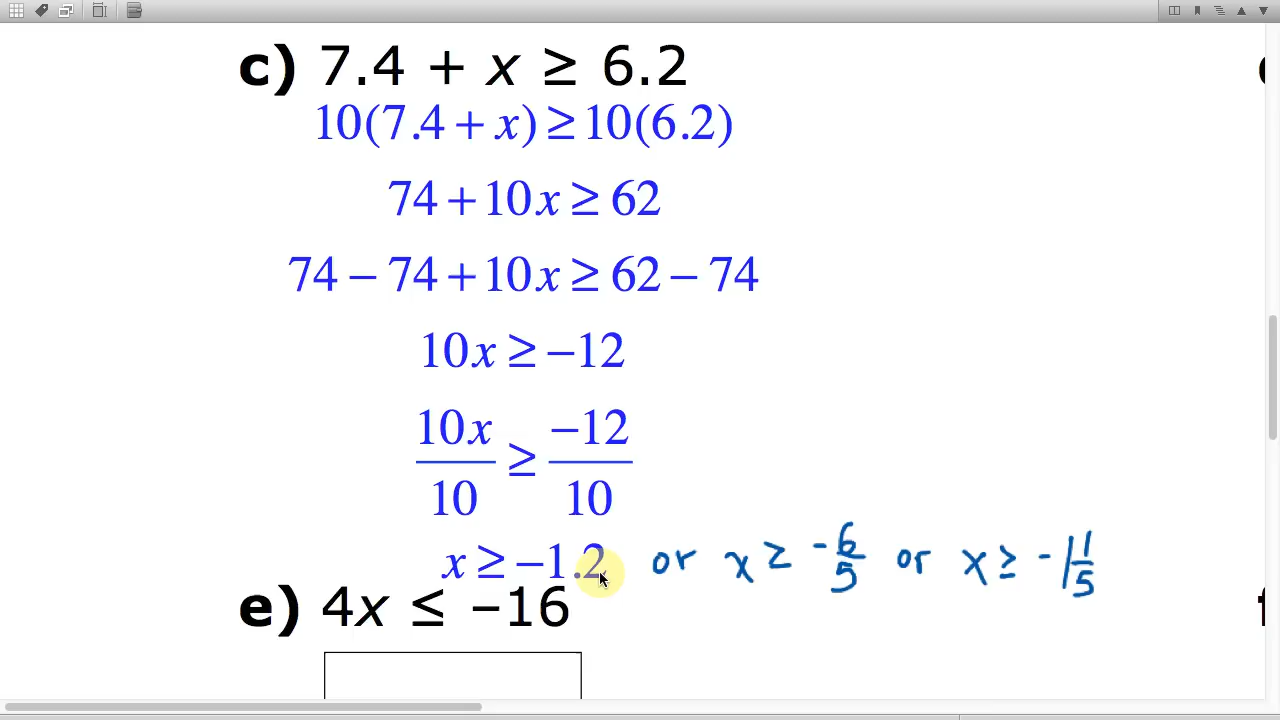 c) 7.4 + x ≥ 6.2
10(7.4 + x) ≥ 10(6.2)
74 + 10x ≥ 62
74 − 74 + 10x ≥ 62 − 74
10x ≥ −12
10x/10 ≥ −12/10
x ≥ −1.2 or x ≥ -6/5 or x ≥ -1 1/5
e) 4x ≤ –16